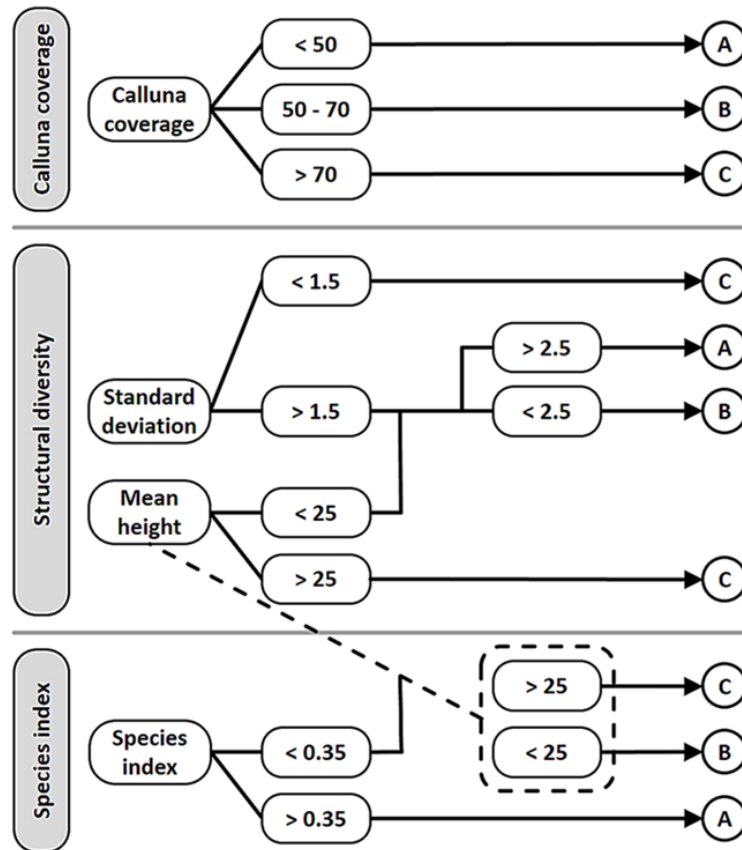 Calluna coverage
Calluna
coverage
< 50
50 - 70
> 70
A
B
C
Structural diversity
Standard
deviation
Mean
height
< 1.5
> 1.5
< 25
> 25
> 2.5
< 2.5
C
A
B
C
Species index
Species
index
< 0.35
> 0.35
> 25
< 25
C
B
A